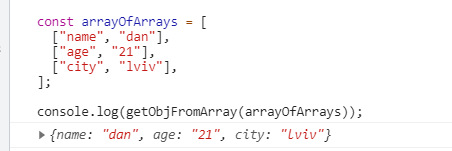 const arrayOfArrays = [
["name", "dan"],
["age", "21"],
["city", "lviv"],
];
console.log(getObjFromArray(arrayOfArrays));
{name: "dan", age: "21", city: "lviv"}